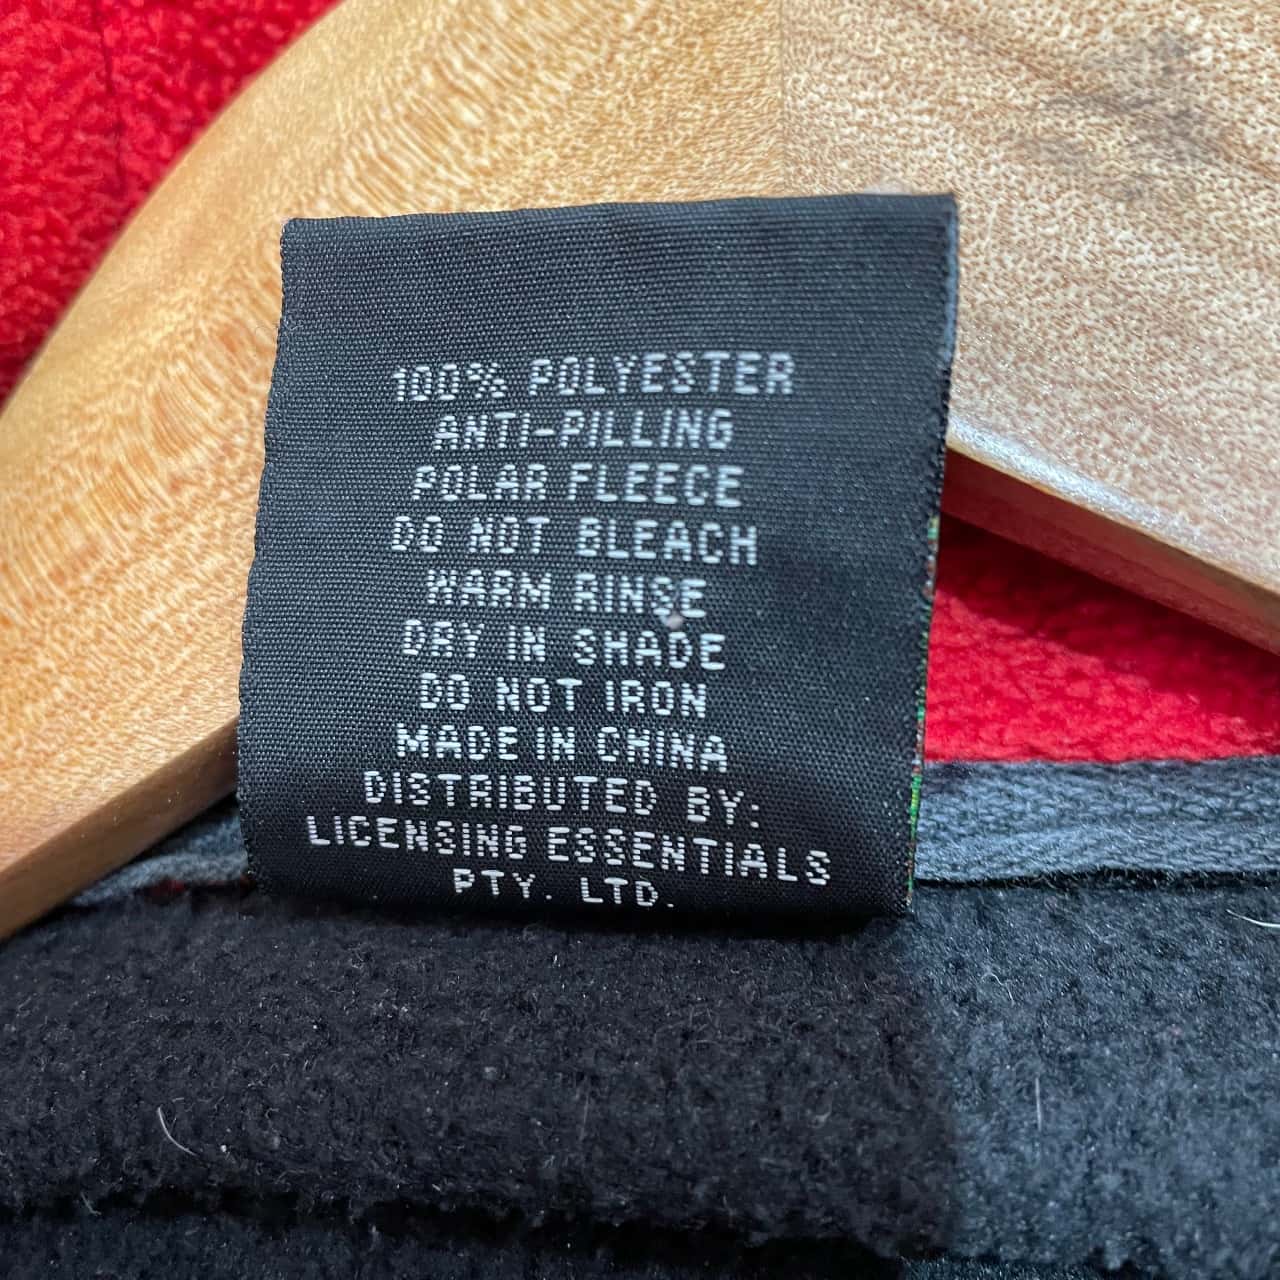 100% POLYESTER
ANTI-PILLING
POLAR FLEECE
DO NOT BLEACH
WARM RINSE
DRY IN SHADE
DO NOT IRON
MADE IN CHINA
DISTRIBUTED BY:
LICENSING ESSENTIALS
PTY. LTD.